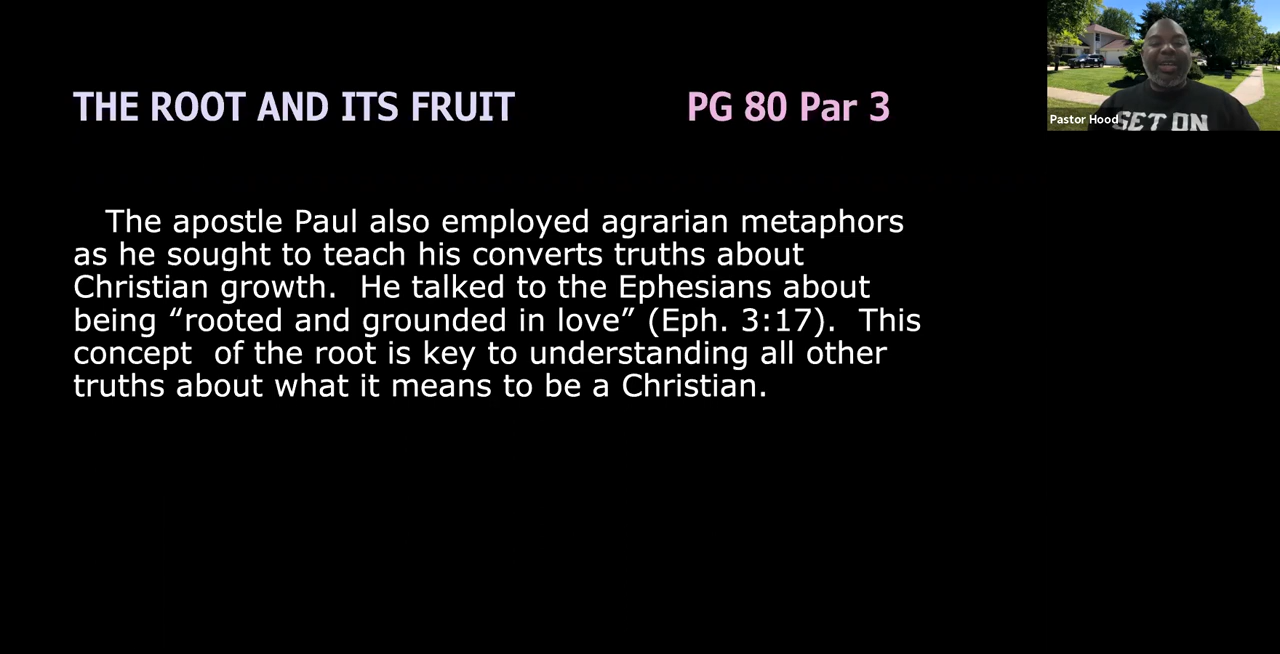 THE ROOT AND ITS FRUIT PG 80 Par 3
The apostle Paul also employed agrarian metaphors
as he sought to teach his converts truths about
Christian growth.  He talked to the Ephesians about
being “rooted and grounded in love” (Eph. 3:17).  This
concept  of the root is key to understanding all other
truths about what it means to be a Christian.
Pastor Hood
SET ON